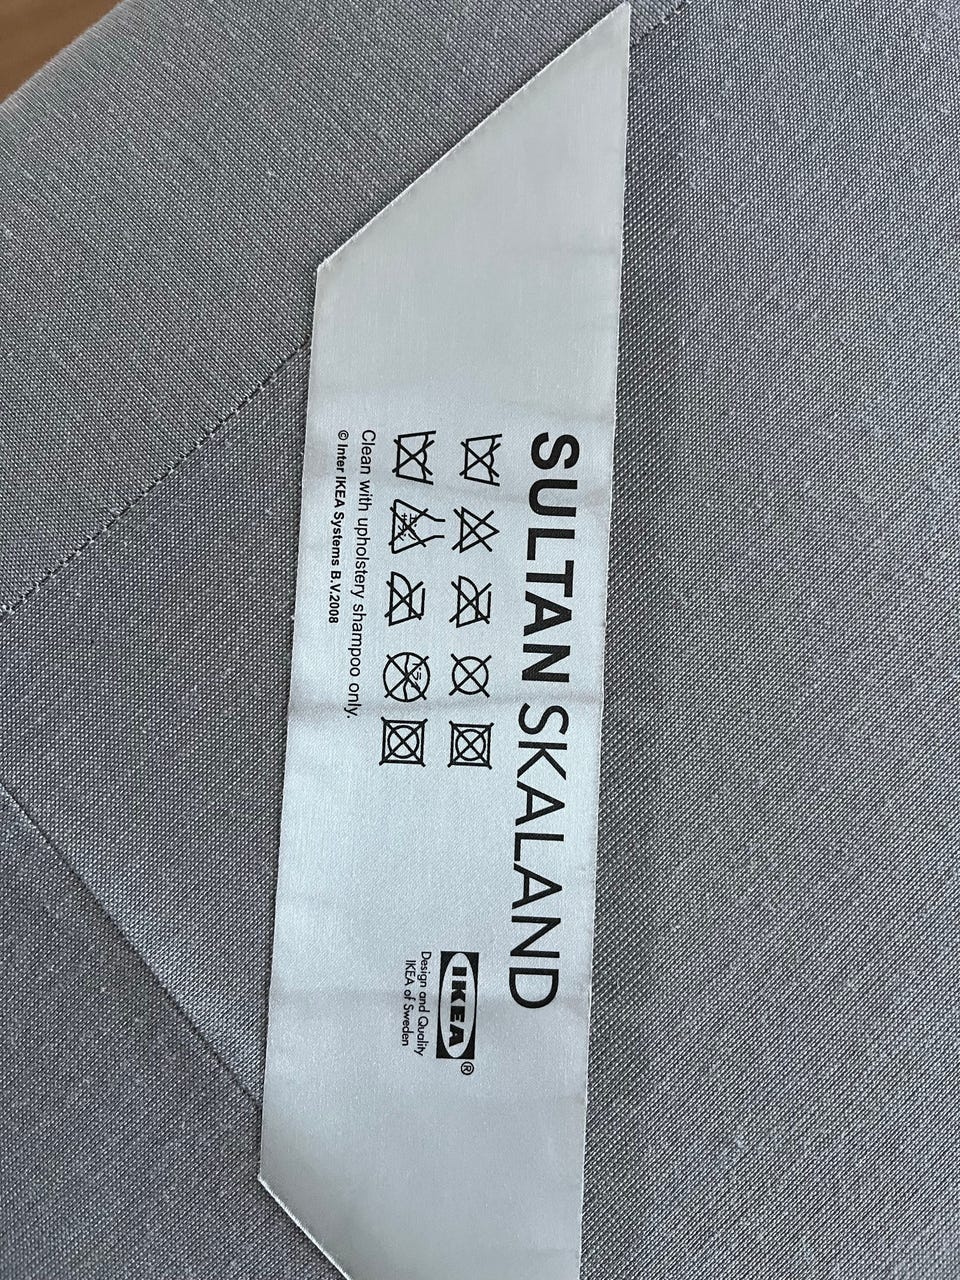 SULTAN SKALAND
Clean with upholstery shampoo only.
© Inter IKEA Systems B.V.2008
IKEA®
Design and Quality
IKEA of Sweden